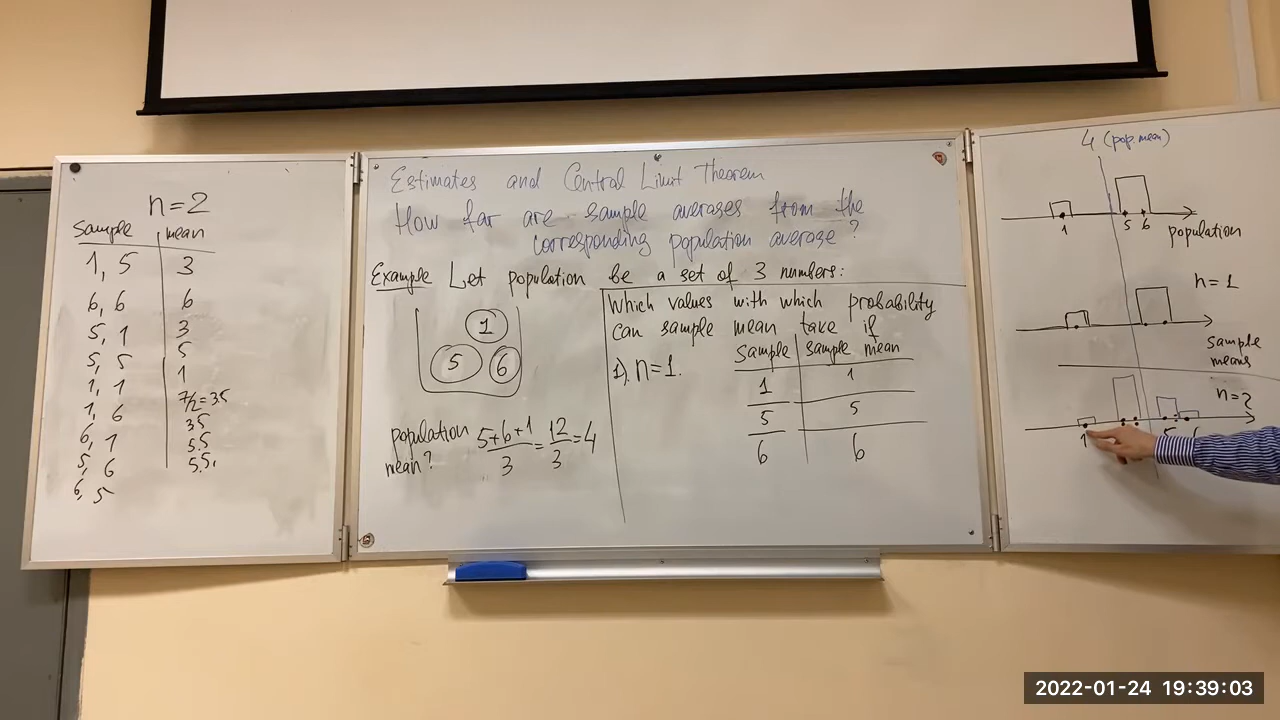 n=2
Sample mean
1, 5 3
6, 6 6
5, 1 3
5, 5 5
1, 1 1
1, 6 7/2=3.5
6, 1 3.5
5, 6 5.5
6, 5 5.5
Estimates and Central Limit Theorem
How far are sample averages from the
corresponding population average?
Example Let population be a set of 3 numbers:
1
5 6
population mean? 5+6+1/3=12/3=4
Which values with which probability
can sample mean take if
1). n=1.
Sample sample mean
1 1
5 5
6 6
4 (pop. mean)
1 5 6
population
n=1
sample
means
n=2
1
2022-01-24 19:39:03